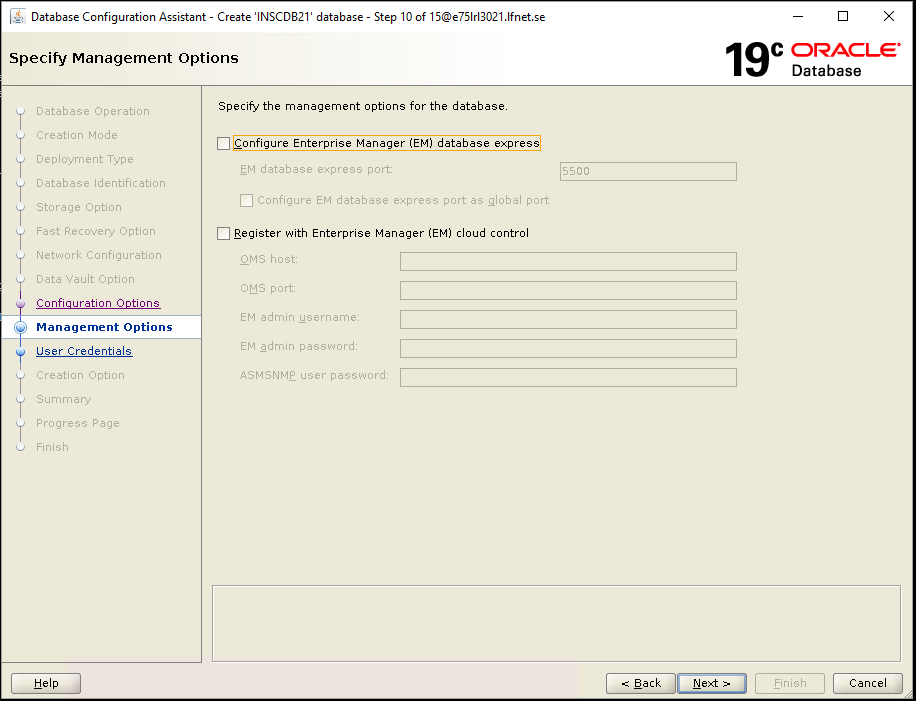 Database Configuration Assistant - Create 'INSCDB21' database - Step 10 of 15@e75lrl3021.lfnet.se
Specify Management Options
19c ORACLE
Database
Database Operation
Creation Mode
Deployment Type
Database Identification
Storage Option
Fast Recovery Option
Network Configuration
Data Vault Option
Configuration Options
Management Options
User Credentials
Creation Option
Summary
Progress Page
Finish
Specify the management options for the database.
Configure Enterprise Manager (EM) database express
EM database express port:
5500
Configure EM database express port as global port
Register with Enterprise Manager (EM) cloud control
OMS host:
OMS port:
EM admin username:
EM admin password:
ASMSNMP user password:
Help
< Back
Next >
Finish
Cancel